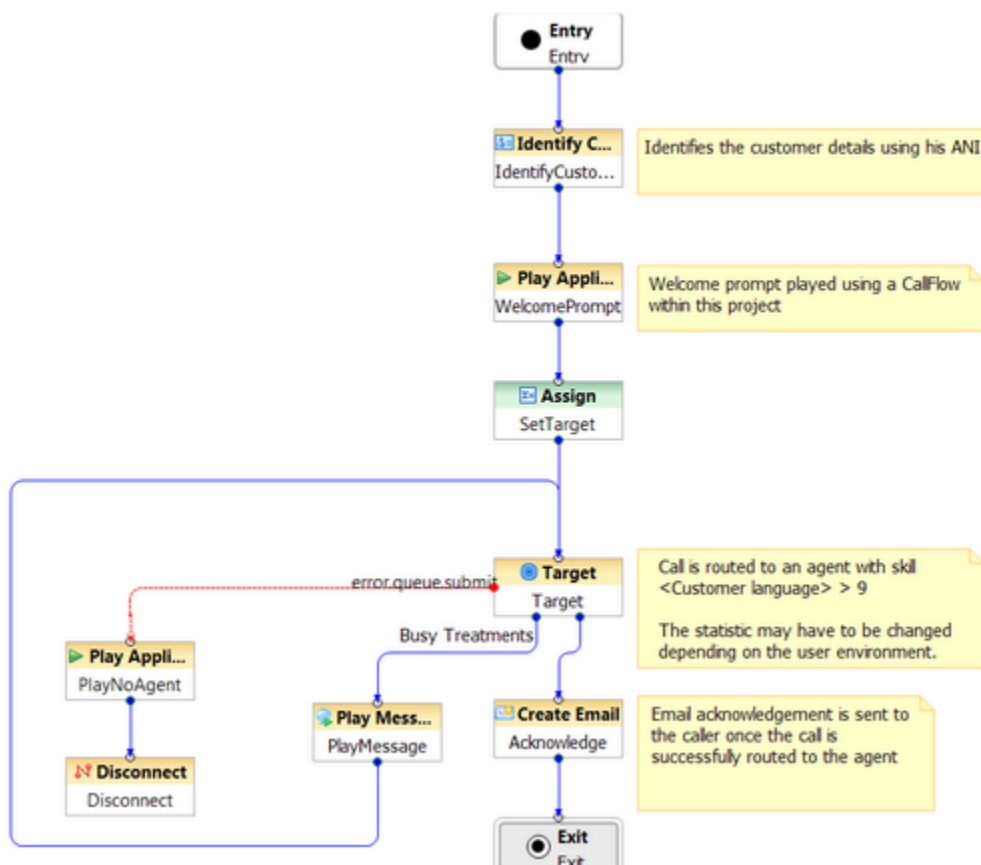 Entry
Entry
Identify C...
IdentifyCusto...
Identifies the customer details using his ANI
Play Appli...
WelcomePrompt
Welcome prompt played using a CallFlow
within this project
Assign
SetTarget
Target
Target
error.queue.submit
Busy Treatments
Call is routed to an agent with skill
<Customer language> > 9
The statistic may have to be changed
depending on the user environment.
Play Appli...
PlayNoAgent
Disconnect
Disconnect
Play Mess...
PlayMessage
Create Email
Acknowledge
Email acknowledgement is sent to
the caller once the call is
successfully routed to the agent
Exit
Exit